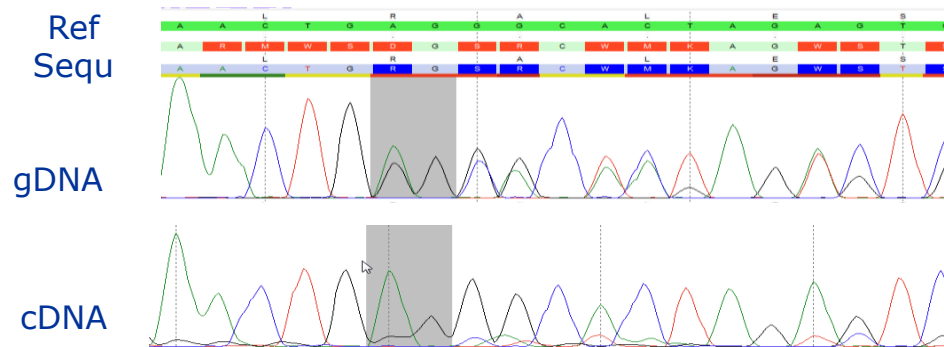 Ref
Sequ
L R A L E S
A A C T G A G G A C A C T A G A G T
A R M W S D G S R C W M K A G W S T
L R A L E S
A A C T G R G S R C W M K A G W S T
gDNA
cDNA